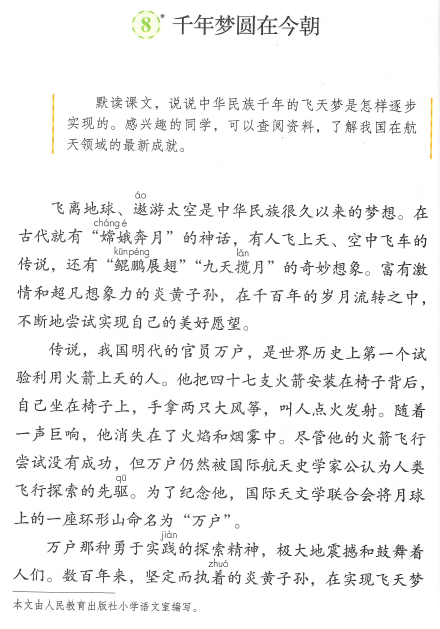 8* 千年梦圆在今朝
默读课文，说说中华民族千年的飞天梦是怎样逐步
实现的。感兴趣的同学，可以查阅资料，了解我国在航
天领域的最新成就。
áo
飞离地球、遨游太空是中华民族很久以来的梦想。在
cháng é
古代就有“嫦娥奔月”的神话，有人飞上天、空中飞车的
kūn péng lǎn
传说，还有“鲲鹏展翅”“九天揽月”的奇妙想象。富有激
情和超凡想象力的炎黄子孙，在千百年的岁月流转之中，
不断地尝试实现自己的美好愿望。
传说，我国明代的官员万户，是世界历史上第一个试
验利用火箭上天的人。他把四十七支火箭安装在椅子背后，
自己坐在椅子上，手拿两只大风筝，叫人点火发射。随着
一声巨响，他消失在了火焰和烟雾中。尽管他的火箭飞行
尝试没有成功，但万户仍然被国际航天史学家公认为人类
qū
飞行探索的先驱。为了纪念他，国际天文学联合会将月球
上的一座环形山命名为“万户”。
jiàn
万户那种勇于实践的探索精神，极大地震撼和鼓舞着
zhuó
人们。数百年来，坚定而执着的炎黄子孙，在实现飞天梦
本文由人民教育出版社小学语文室编写。